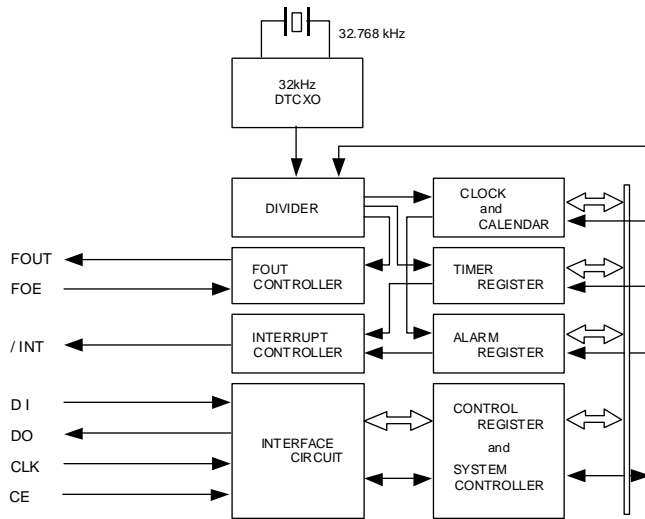 32.768 kHz
32kHz
DTCXO
DIVIDER
CLOCK
and
CALENDAR
FOUT
FOE
FOUT
CONTROLLER
TIMER
REGISTER
/ INT
INTERRUPT
CONTROLLER
ALARM
REGISTER
D I
DO
CLK
CE
INTERFACE
CIRCUIT
CONTROL
REGISTER
and
SYSTEM
CONTROLLER